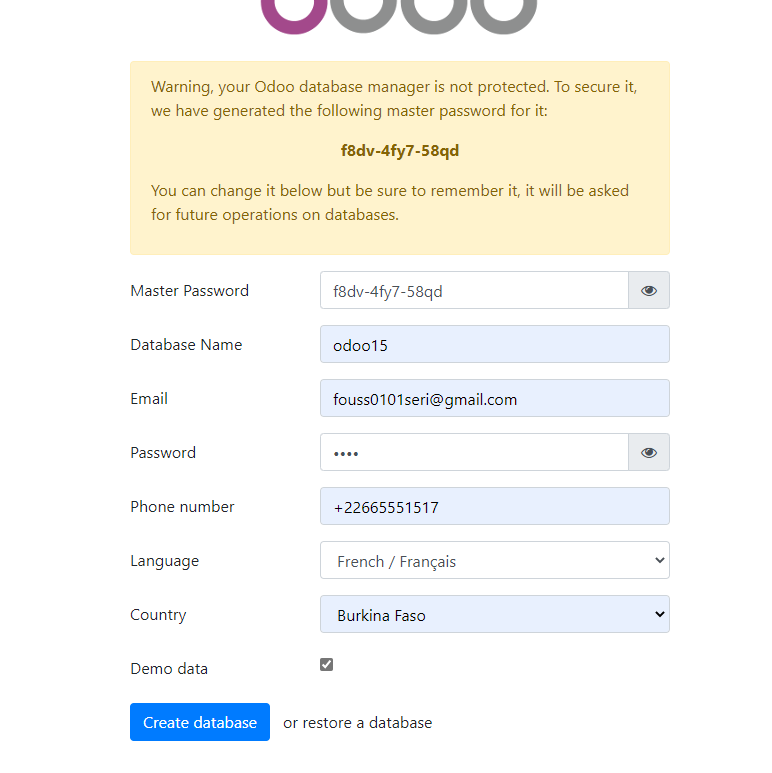 odoo
Warning, your Odoo database manager is not protected. To secure it,
we have generated the following master password for it:
f8dv-4fy7-58qd
You can change it below but be sure to remember it, it will be asked
for future operations on databases.
Master Password f8dv-4fy7-58qd
Database Name odoo15
Email fouss0101seri@gmail.com
Password ••••
Phone number +22665551517
Language French / Français
Country Burkina Faso
Demo data
Create database or restore a database